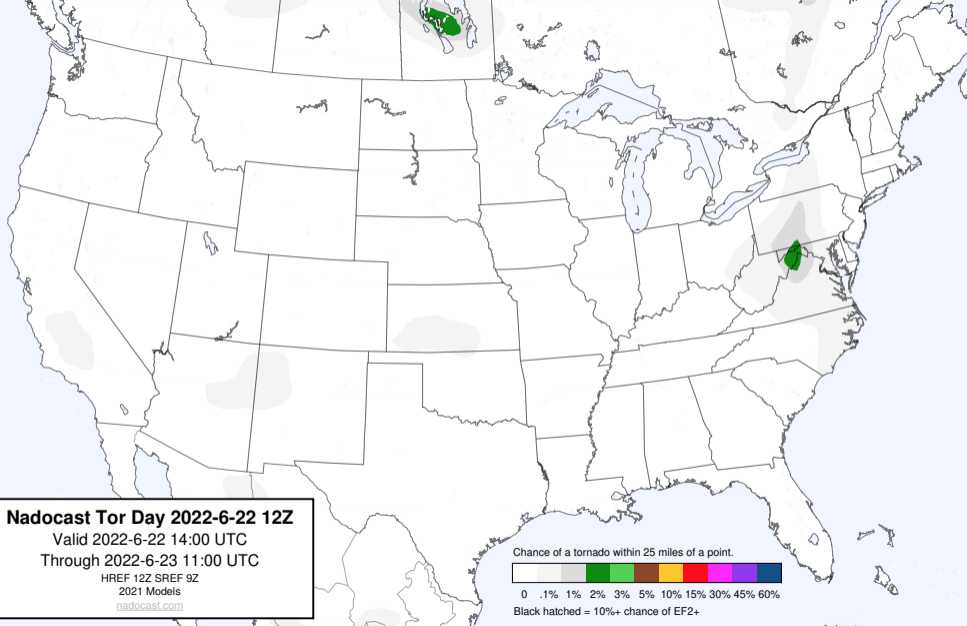 Nadocast Tor Day 2022-6-22 12Z
Valid 2022-6-22 14:00 UTC
Through 2022-6-23 11:00 UTC
HREF 12Z SREF 9Z
2021 Models
nadocast.com
Chance of a tornado within 25 miles of a point.
0 .1% 1% 2% 3% 5% 10% 15% 30% 45% 60%
Black hatched = 10%+ chance of EF2+